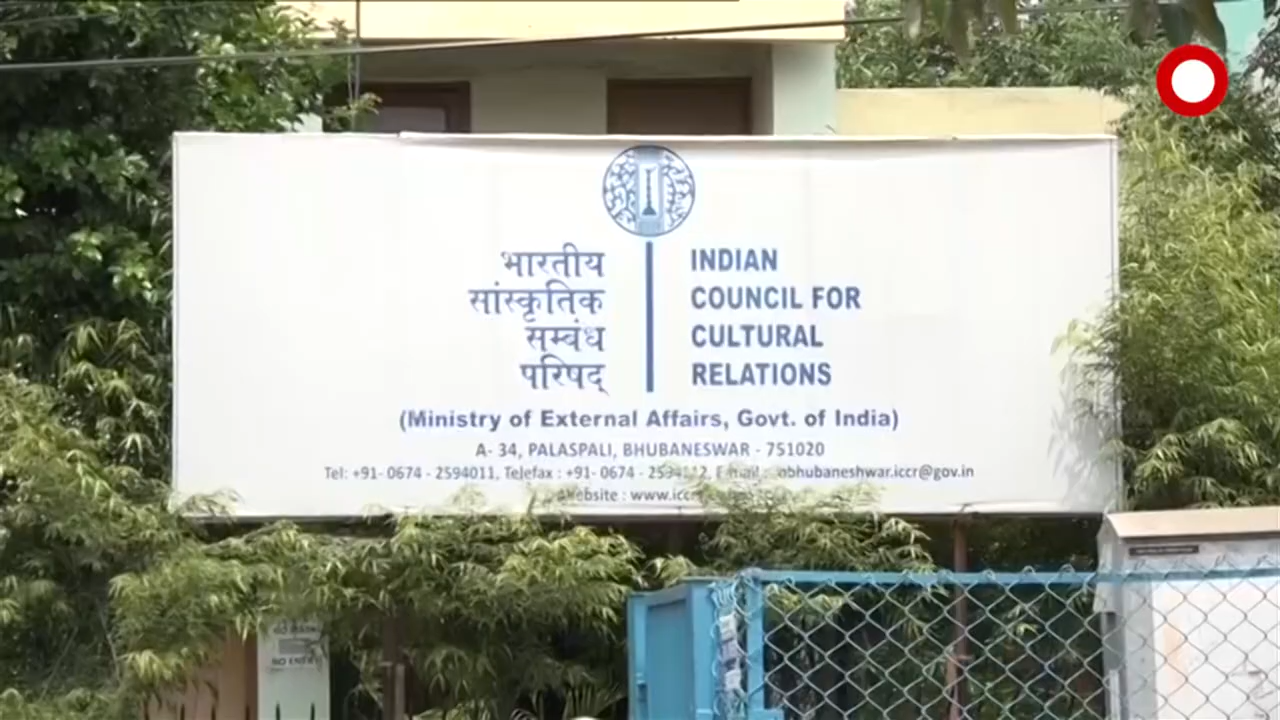 भारतीय
सांस्कृतिक
सम्बंध
परिषद्
INDIAN
COUNCIL FOR
CULTURAL
RELATIONS
(Ministry of External Affairs, Govt. of India)
A- 34, PALASPALI, BHUBANESWAR - 751020
Tel: +91- 0674 - 2594011, Telefax : +91- 0674 -
Website :
NO ENTRY